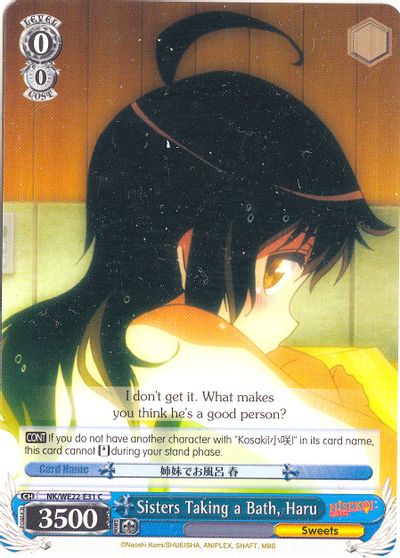 LEVEL
0
0
COST
I don't get it. What makes
you think he's a good person?
CONT If you do not have another character with "Kosaki|小咲|" in its card name,
this card cannot [ ] during your stand phase.
Card Name 姉妹でお風呂 春
CH NK/WE22-E31 C
3500
Sisters Taking a Bath, Haru
NISEKOI
Sweets
©Naoshi Komi/SHUEISHA, ANIPLEX, SHAFT, MBS